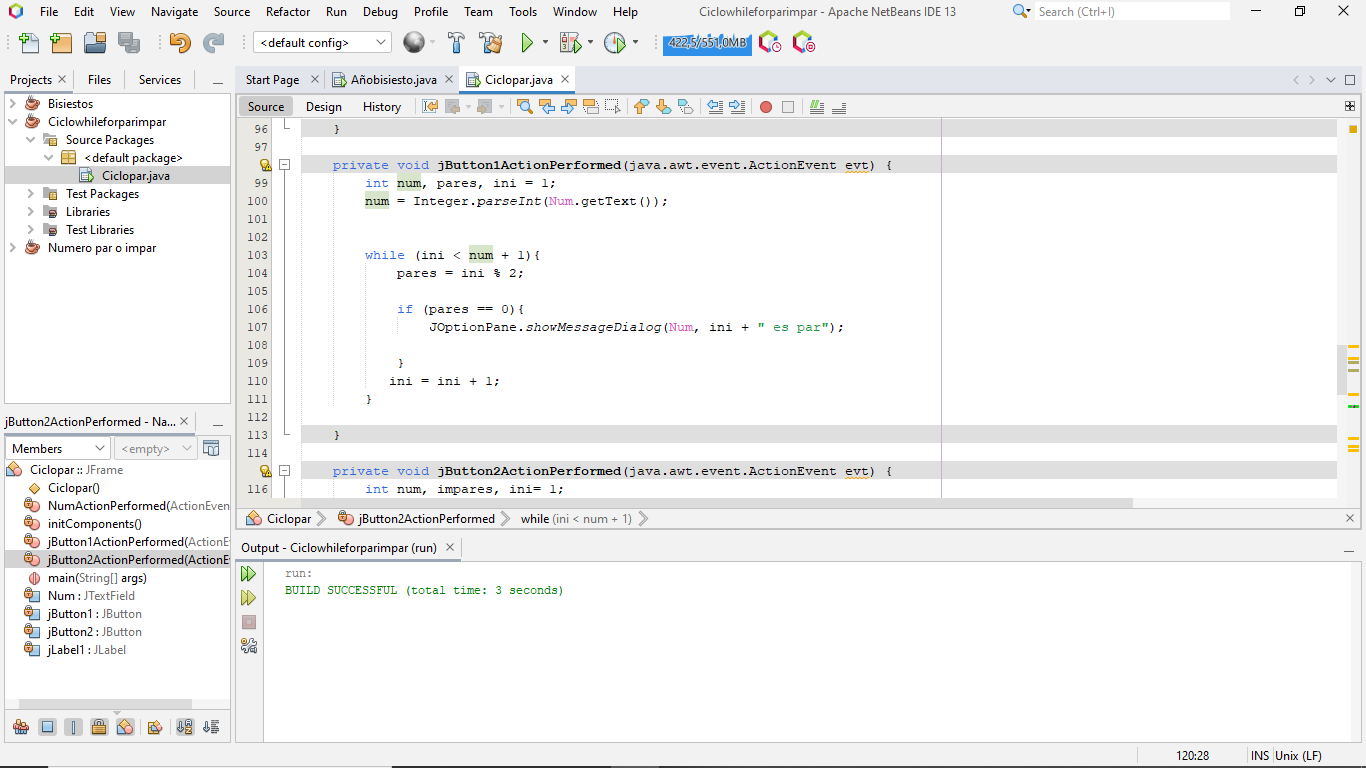 File Edit View Navigate Source Refactor Run Debug Profile Team Tools Window Help Ciclowhileforparimpar - Apache NetBeans IDE 13 Search (Ctrl+I)
<default config> 422,5/551,0MB
Projects Files Services
Bisiestos
Ciclowhileforparimpar
Source Packages
<default package>
Ciclopar.java
Test Packages
Libraries
Test Libraries
Numero par o impar
jButton2ActionPerformed - Na...
Members <empty>
Ciclopar :: JFrame
Ciclopar()
NumActionPerformed(ActionEven
initComponents()
jButton1ActionPerformed(ActionE
jButton2ActionPerformed(ActionE
main(String[] args)
Num : JTextField
jButton1 : JButton
jButton2 : JButton
jLabel1 : JLabel
Start Page Añobisiesto.java Ciclopar.java
Source Design History
96 }
97
private void jButton1ActionPerformed(java.awt.event.ActionEvent evt) {
99 int num, pares, ini = 1;
100 num = Integer.parseInt(Num.getText());
101
102
103 while (ini < num + 1){
104 pares = ini % 2;
105
106 if (pares == 0){
107 JOptionPane.showMessageDialog(Num, ini + " es par");
108
109 }
110 ini = ini + 1;
111 }
112
113 }
114
private void jButton2ActionPerformed(java.awt.event.ActionEvent evt) {
116 int num, impares, ini= 1;
Ciclopar jButton2ActionPerformed while (ini < num + 1)
Output - Ciclowhileforparimpar (run)
run:
BUILD SUCCESSFUL (total time: 3 seconds)
120:28 INS Unix (LF)